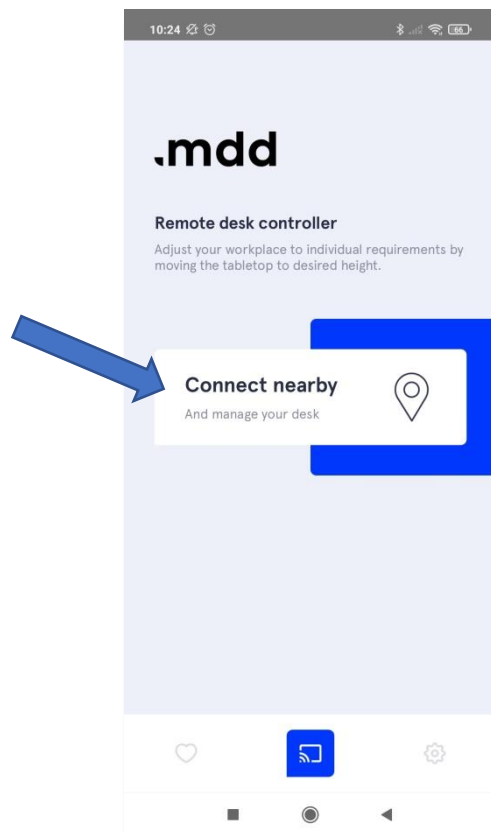 10:24
66
.mdd
Remote desk controller
Adjust your workplace to individual requirements by
moving the tabletop to desired height.
Connect nearby
And manage your desk